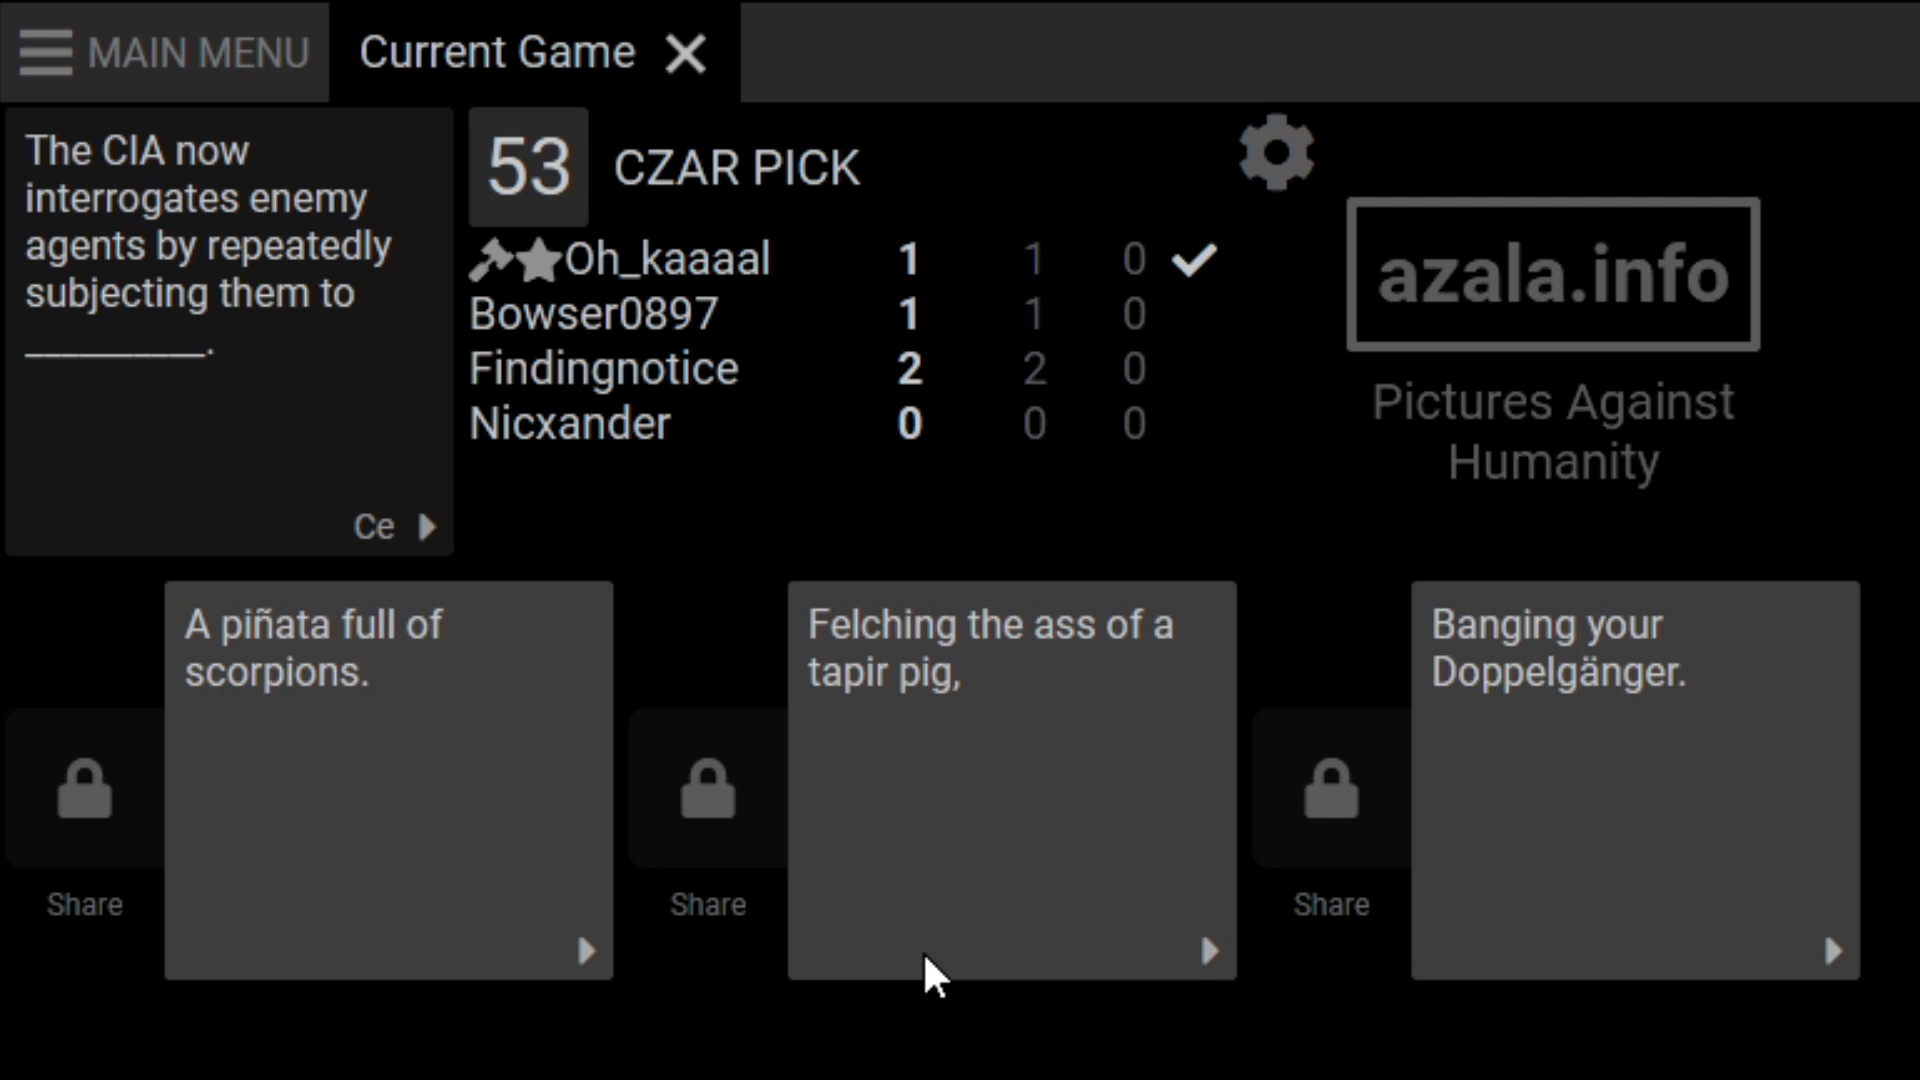 MAIN MENU
Current Game
The CIA now
interrogates enemy
agents by repeatedly
subjecting them to
__________.
Ce
53
CZAR PICK
Oh_kaaaal 1 1 0
Bowser0897 1 1 0
Findingnotice 2 2 0
Nicxander 0 0 0
azala.info
Pictures Against
Humanity
Share
A piñata full of
scorpions.
Share
Felching the ass of a
tapir pig,
Share
Banging your
Doppelgänger.